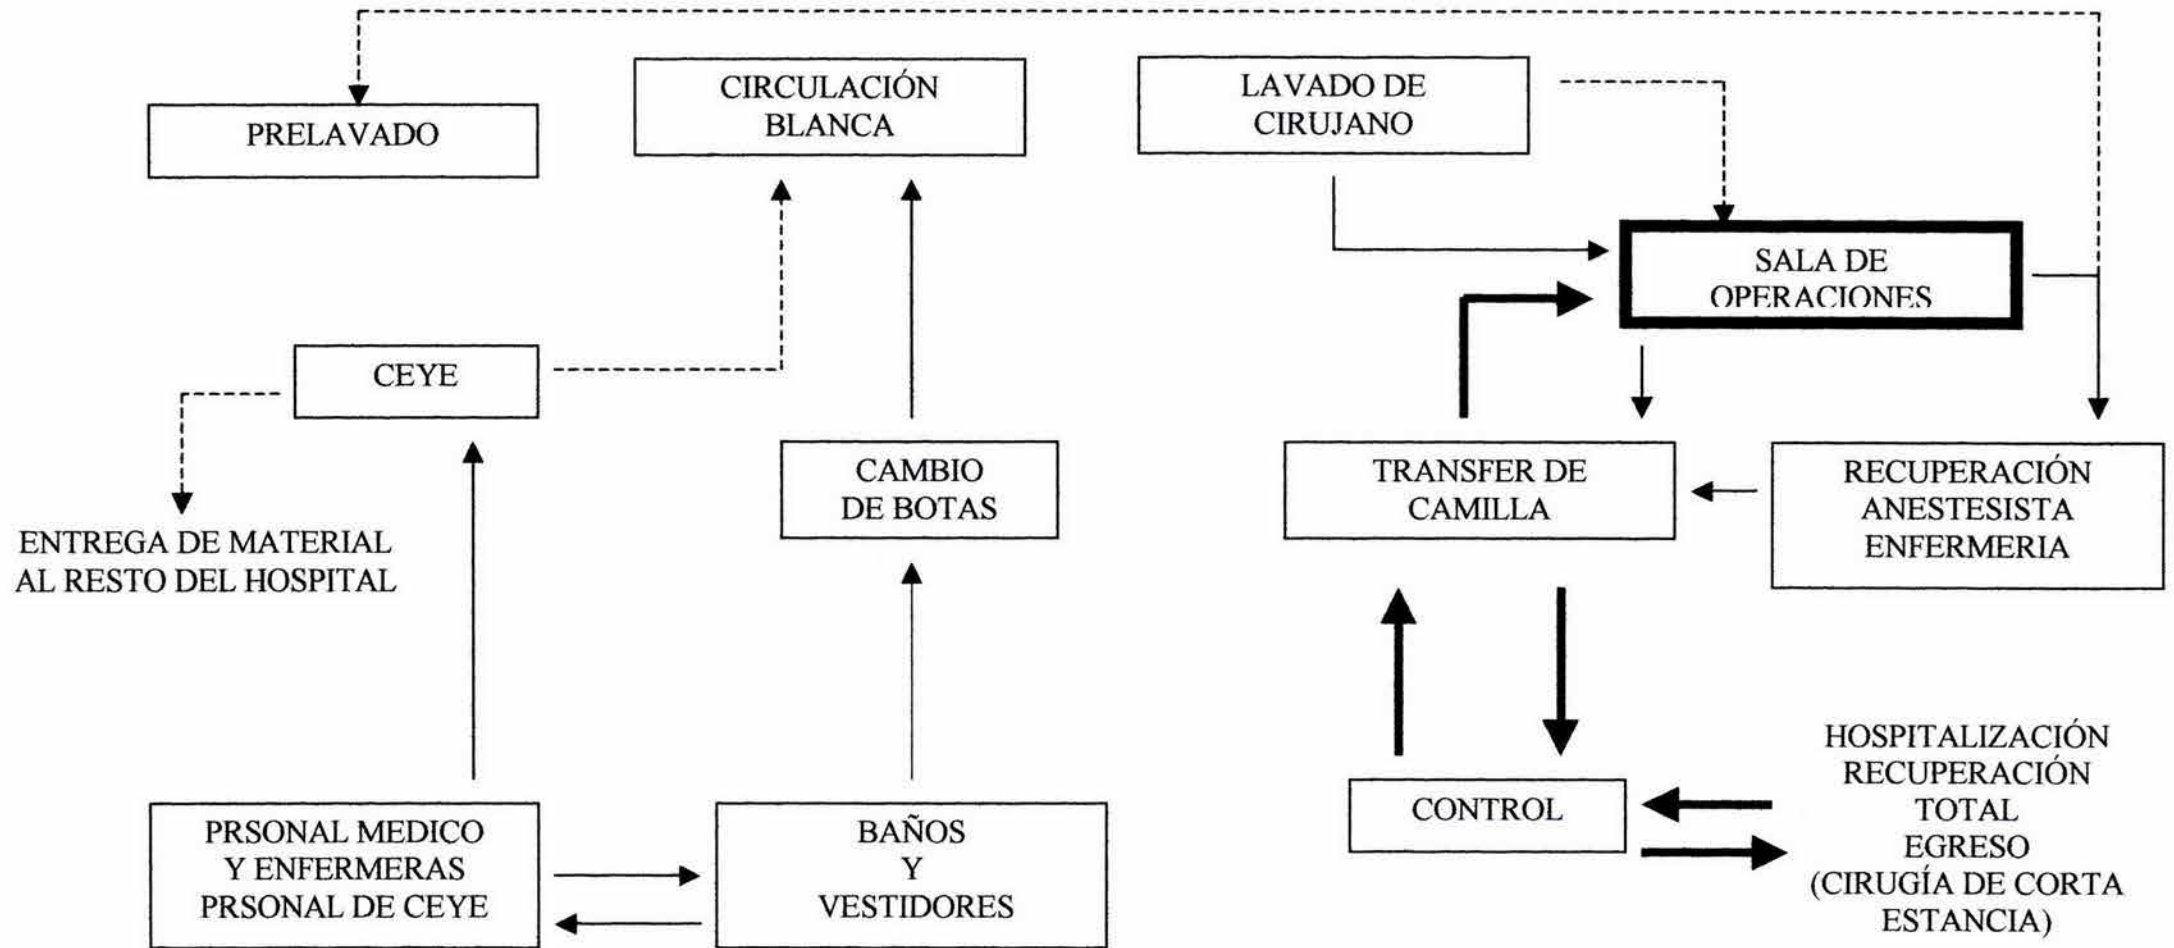 PRELAVADO
CIRCULACIÓN
BLANCA
LAVADO DE
CIRUJANO
SALA DE
OPERACIONES
CEYE
ENTREGA DE MATERIAL
AL RESTO DEL HOSPITAL
CAMBIO
DE BOTAS
TRANSFER DE
CAMILLA
RECUPERACIÓN
ANESTESISTA
ENFERMERIA
PRSONAL MEDICO
Y ENFERMERAS
PRSONAL DE CEYE
BAÑOS
Y
VESTIDORES
CONTROL
HOSPITALIZACIÓN
RECUPERACIÓN
TOTAL
EGRESO
(CIRUGÍA DE CORTA
ESTANCIA)